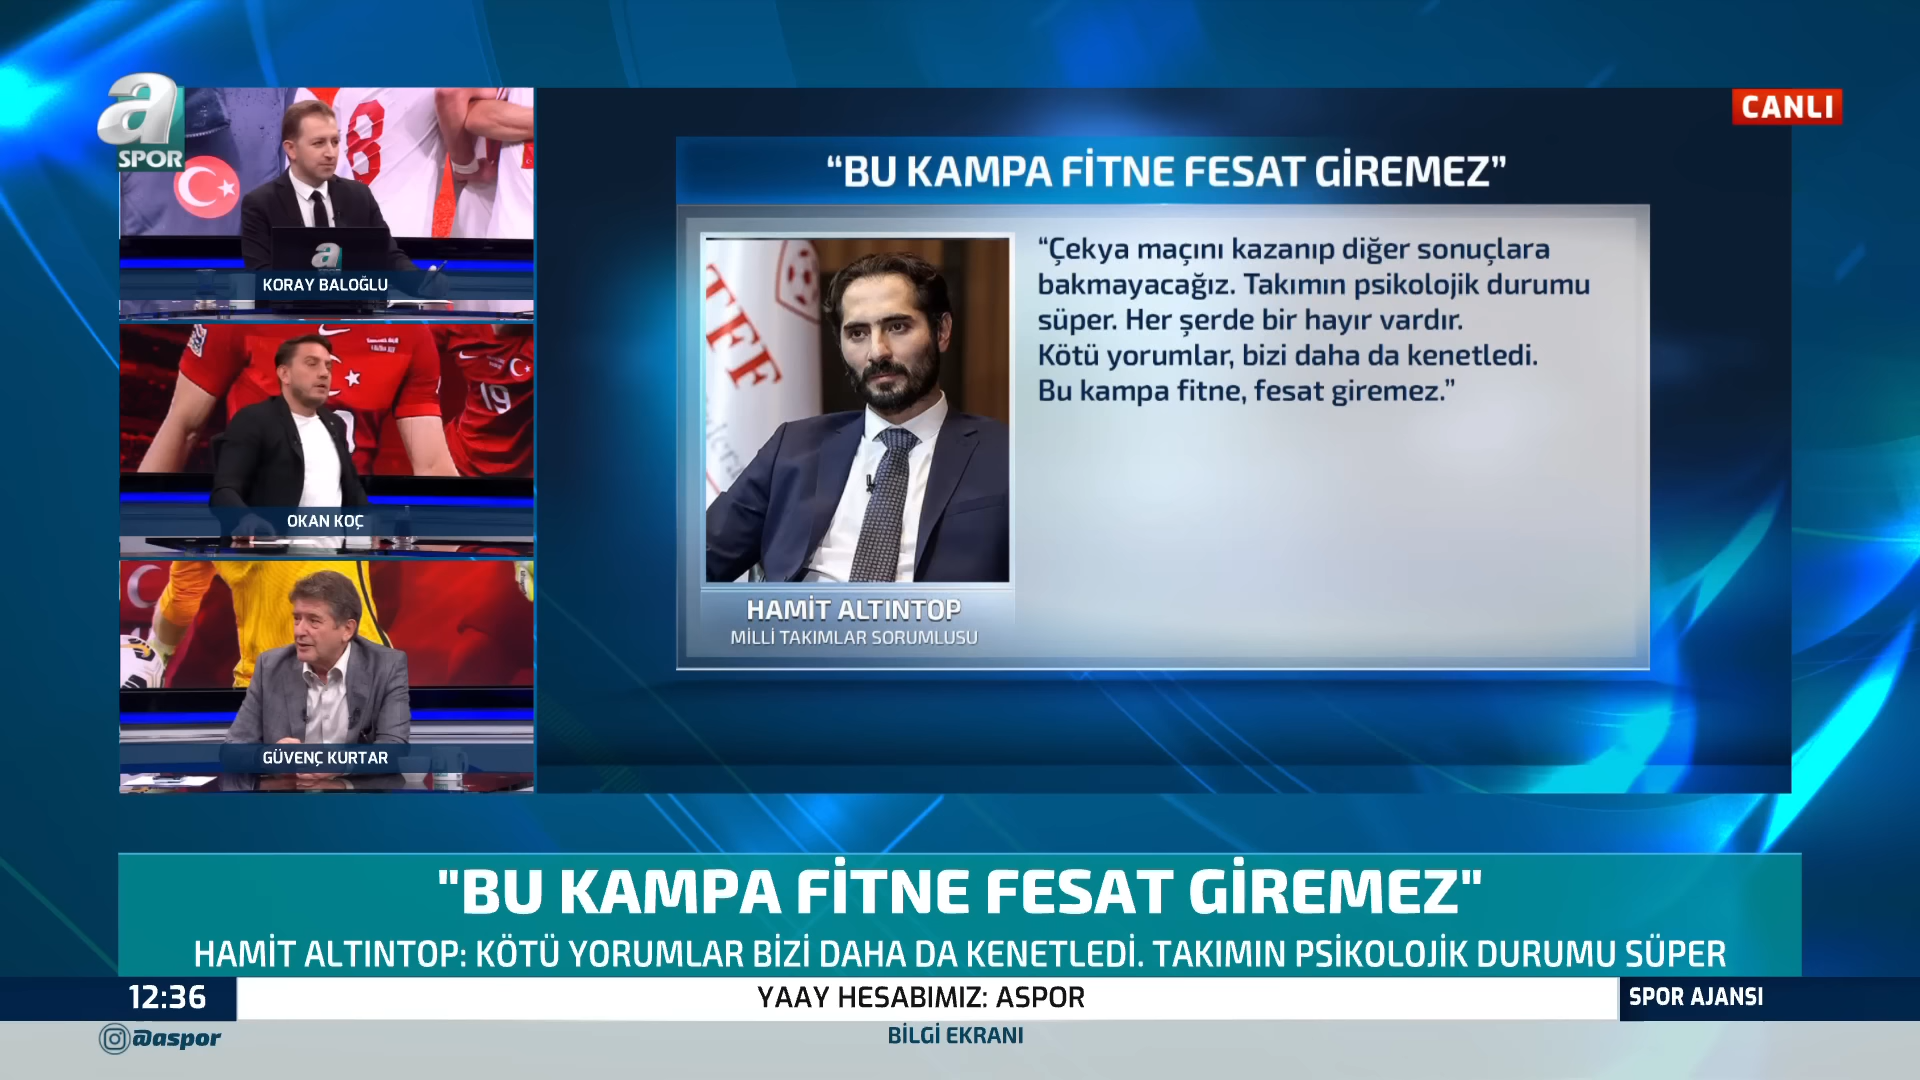 a
SPOR
CANLI
8
a
KORAY BALOĞLU
19
OKAN KOÇ
GÜVENÇ KURTAR
“BU KAMPA FİTNE FESAT GİREMEZ”
TFF
“Çekya maçını kazanıp diğer sonuçlara
bakmayacağız. Takımın psikolojik durumu
süper. Her şerde bir hayır vardır.
Kötü yorumlar, bizi daha da kenetledi.
Bu kampa fitne, fesat giremez.”
HAMİT ALTINTOP
MİLLİ TAKIMLAR SORUMLUSU
"BU KAMPA FİTNE FESAT GİREMEZ"
HAMİT ALTINTOP: KÖTÜ YORUMLAR BİZİ DAHA DA KENETLEDİ. TAKIMIN PSİKOLOJİK DURUMU SÜPER
12:36
YAAY HESABIMIZ: ASPOR
SPOR AJANSI
@aspor
BİLGİ EKRANI